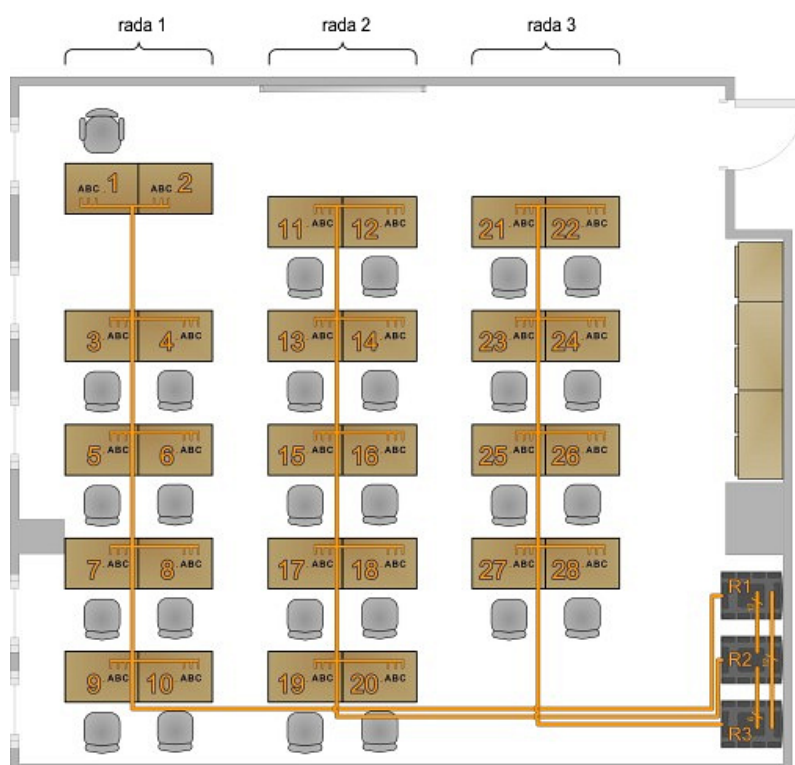 rada 1 rada 2 rada 3
ABC 1 ABC 2
11 ABC 12 ABC 21 ABC 22 ABC
3 ABC 4 ABC 13 ABC 14 ABC 23 ABC 24 ABC
5 ABC 6 ABC 15 ABC 16 ABC 25 ABC 26 ABC
7 ABC 8 ABC 17 ABC 18 ABC 27 ABC 28 ABC
R1
9 ABC 10 ABC 19 ABC 20 ABC R2
R3